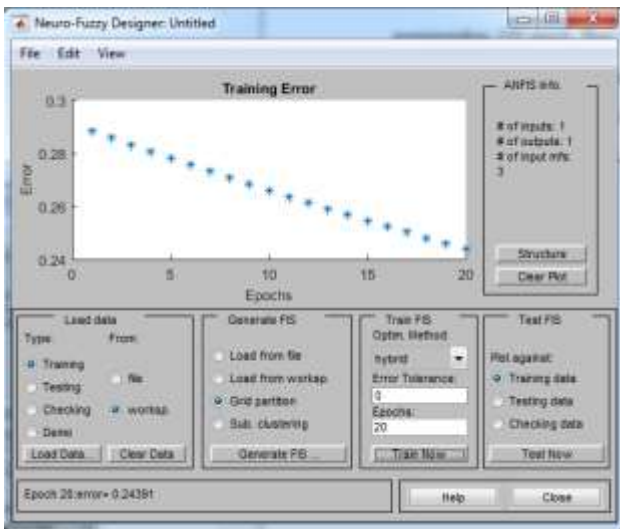 Neuro-Fuzzy Designer: Untitled
File Edit View
Training Error
0.3
0.28
0.26
0.24
Error
0 5 10 15 20
Epochs
ANFIS info.
# of inputs: 1
# of outputs: 1
# of input mfs:
3
Structure
Clear Plot
Load data
Type: From:
Training
Testing
Checking
Demo
file
worksp.
Load Data... Clear Data
Generate FIS
Load from file
Load from worksp.
Grid partition
Sub. clustering
Generate FIS ...
Train FIS
Optim. Method:
hybrid
Error Tolerance:
0
Epochs:
20
Train Now
Test FIS
Plot against:
Training data
Testing data
Checking data
Test Now
Epoch 20:error= 0.24391
Help Close